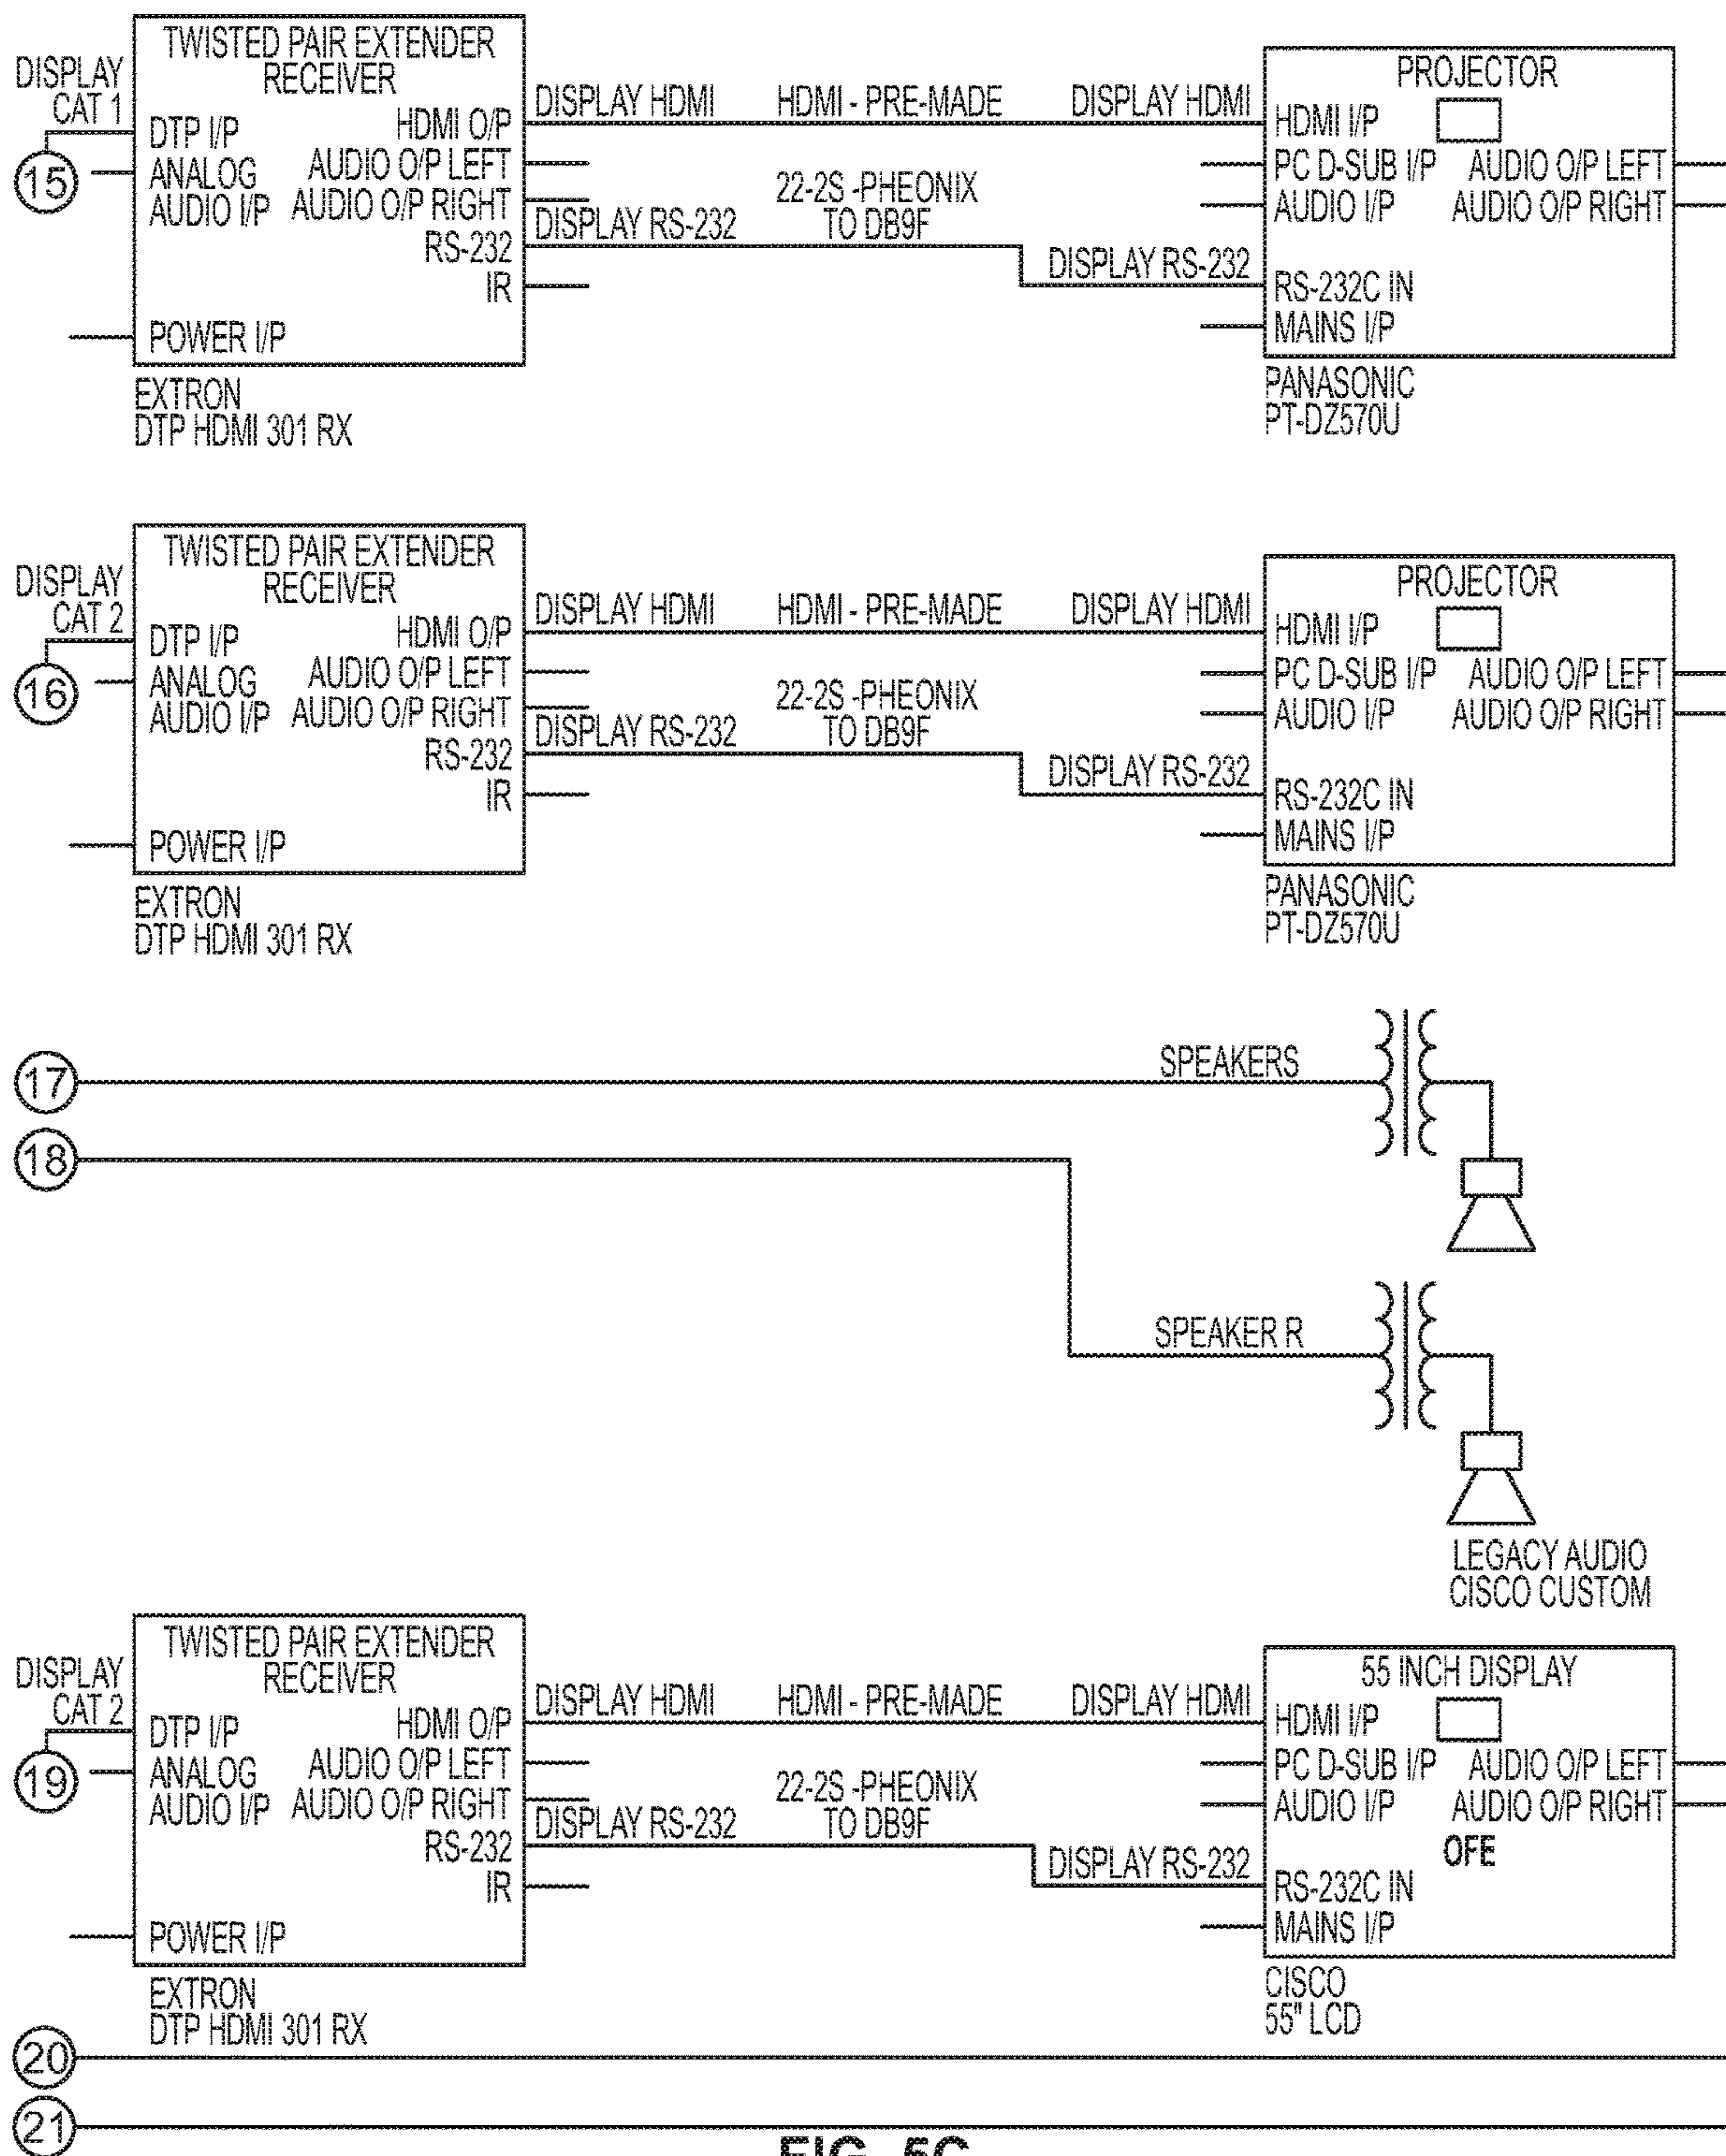 TWISTED PAIR EXTENDER
RECEIVER
DISPLAY
CAT 1
15
DTP I/P
ANALOG
AUDIO I/P
HDMI O/P
AUDIO O/P LEFT
AUDIO O/P RIGHT
RS-232
IR
POWER I/P
EXTRON
DTP HDMI 301 RX
DISPLAY HDMI
HDMI - PRE-MADE
DISPLAY HDMI
22-2S -PHEONIX
TO DB9F
DISPLAY RS-232
DISPLAY RS-232
PROJECTOR
HDMI I/P
PC D-SUB I/P
AUDIO I/P
AUDIO O/P LEFT
AUDIO O/P RIGHT
RS-232C IN
MAINS I/P
PANASONIC
PT-DZ570U
TWISTED PAIR EXTENDER
RECEIVER
DISPLAY
CAT 2
16
DTP I/P
ANALOG
AUDIO I/P
HDMI O/P
AUDIO O/P LEFT
AUDIO O/P RIGHT
RS-232
IR
POWER I/P
EXTRON
DTP HDMI 301 RX
DISPLAY HDMI
HDMI - PRE-MADE
DISPLAY HDMI
22-2S -PHEONIX
TO DB9F
DISPLAY RS-232
DISPLAY RS-232
PROJECTOR
HDMI I/P
PC D-SUB I/P
AUDIO I/P
AUDIO O/P LEFT
AUDIO O/P RIGHT
RS-232C IN
MAINS I/P
PANASONIC
PT-DZ570U
17
SPEAKERS
18
SPEAKER R
LEGACY AUDIO
CISCO CUSTOM
TWISTED PAIR EXTENDER
RECEIVER
DISPLAY
CAT 2
19
DTP I/P
ANALOG
AUDIO I/P
HDMI O/P
AUDIO O/P LEFT
AUDIO O/P RIGHT
RS-232
IR
POWER I/P
EXTRON
DTP HDMI 301 RX
DISPLAY HDMI
HDMI - PRE-MADE
DISPLAY HDMI
22-2S -PHEONIX
TO DB9F
DISPLAY RS-232
DISPLAY RS-232
55 INCH DISPLAY
HDMI I/P
PC D-SUB I/P
AUDIO I/P
AUDIO O/P LEFT
AUDIO O/P RIGHT
OFE
RS-232C IN
MAINS I/P
CISCO
55" LCD
20
21
FIG. 5C